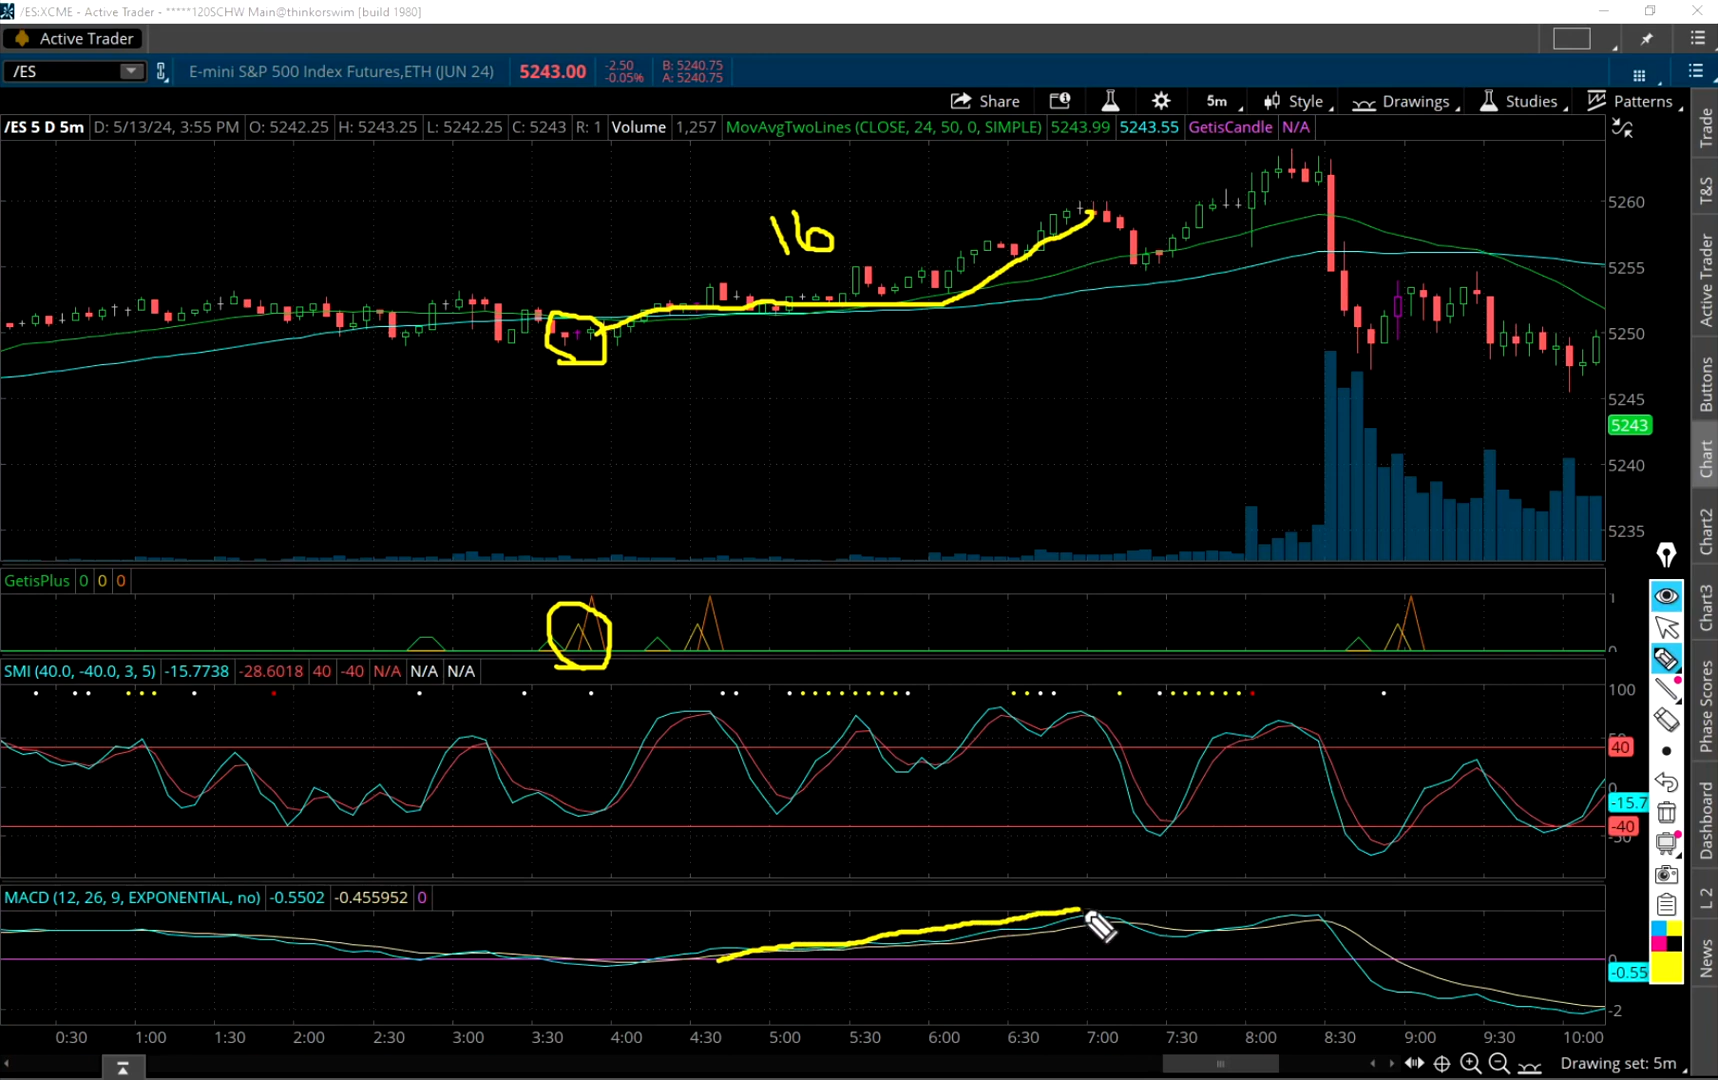 /ES:XCME - Active Trader - *****120SCHW Main@thinkorswim [build 1980]
Active Trader
/ES E-mini S&P 500 Index Futures,ETH (JUN 24) 5243.00 -2.50 B: 5240.75
-0.05% A: 5240.75
Share 5m Style Drawings Studies Patterns
/ES 5 D 5m D: 5/13/24, 3:55 PM O: 5242.25 H: 5243.25 L: 5242.25 C: 5243 R: 1 Volume 1,257 MovAvgTwoLines (CLOSE, 24, 50, 0, SIMPLE) 5243.99 5243.55 GetisCandle N/A
16
5260
5255
5250
5245
5243
5240
5235
GetisPlus 0 0 0
1
0
SMI (40.0, -40.0, 3, 5) -15.7738 -28.6018 40 -40 N/A N/A N/A
100
40
0
-15.7
-40
MACD (12, 26, 9, EXPONENTIAL, no) -0.5502 -0.455952 0
0
-0.55
-2
0:30 1:00 1:30 2:00 2:30 3:00 3:30 4:00 4:30 5:00 5:30 6:00 6:30 7:00 7:30 8:00 8:30 9:00 9:30 10:00
Drawing set: 5m
Trade
T&S
Active Trader
Buttons
Chart
Chart2
Chart3
Phase Scores
Dashboard
L2
News